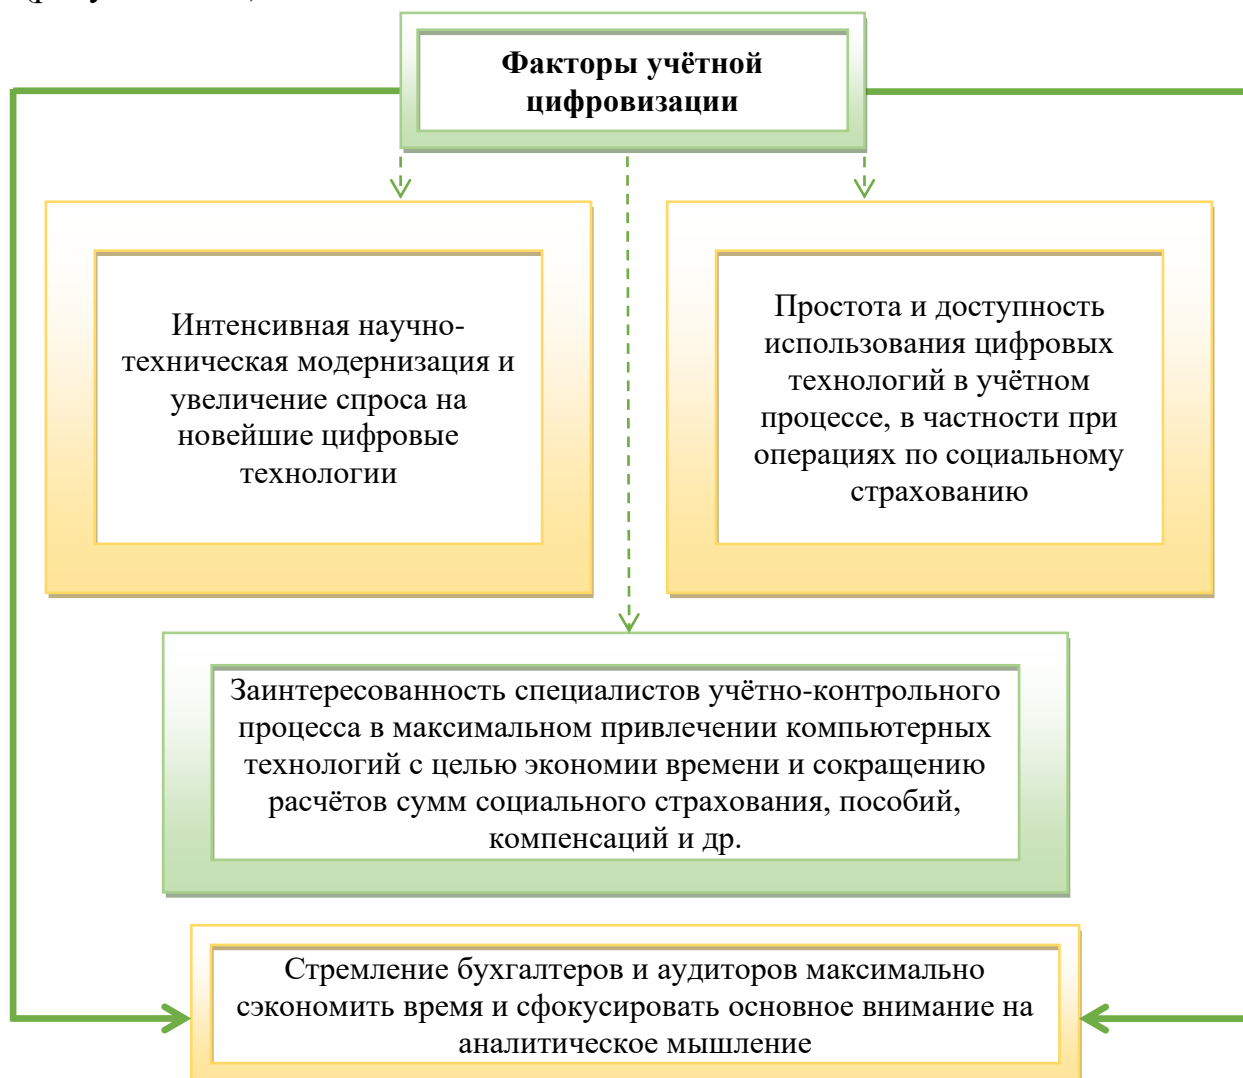 Факторы учётной
цифровизации
Интенсивная научно-
техническая модернизация и
увеличение спроса на
новейшие цифровые
технологии
Простота и доступность
использования цифровых
технологий в учётном
процессе, в частности при
операциях по социальному
страхованию
Заинтересованность специалистов учётно-контрольного
процесса в максимальном привлечении компьютерных
технологий с целью экономии времени и сокращению
расчётов сумм социального страхования, пособий,
компенсаций и др.
Стремление бухгалтеров и аудиторов максимально
сэкономить время и сфокусировать основное внимание на
аналитическое мышление